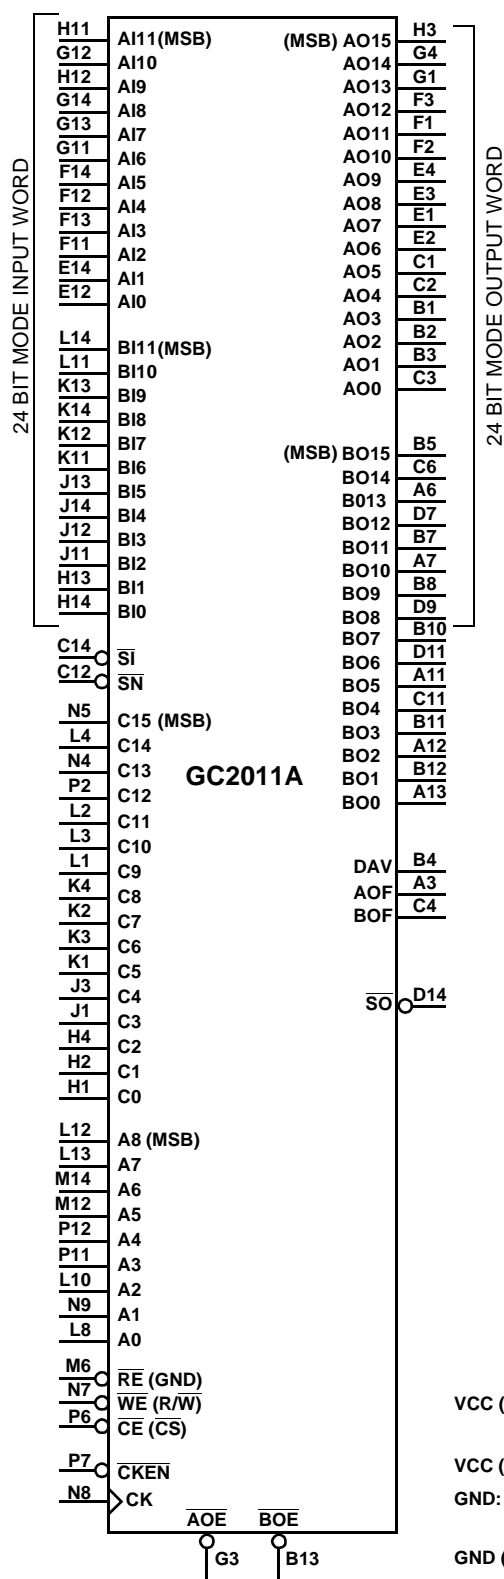 24 BIT MODE INPUT WORD
H11 AI11(MSB)
G12 AI10
H12 AI9
G14 AI8
G13 AI7
G11 AI6
F14 AI5
F12 AI4
F13 AI3
F11 AI2
E14 AI1
E12 AI0
L14 BI11(MSB)
L11 BI10
K13 BI9
K14 BI8
K12 BI7
K11 BI6
J13 BI5
J14 BI4
J12 BI3
J11 BI2
H13 BI1
H14 BI0
C14 SI
C12 SN
N5 C15 (MSB)
L4 C14
N4 C13
P2 C12
L2 C11
L3 C10
L1 C9
K4 C8
K2 C7
K3 C6
K1 C5
J3 C4
J1 C3
H4 C2
H2 C1
H1 C0
L12 A8 (MSB)
L13 A7
M14 A6
M12 A5
P12 A4
P11 A3
L10 A2
N9 A1
L8 A0
M6 RE (GND)
N7 WE (R/W)
P6 CE (CS)
P7 CKEN
N8 CK
GC2011A
(MSB) AO15 H3
AO14 G4
AO13 G1
AO12 F3
AO11 F1
AO10 F2
AO9 E4
AO8 E3
AO7 E1
AO6 E2
AO5 C1
AO4 C2
AO3 B1
AO2 B2
AO1 B3
AO0 C3
(MSB) BO15 B5
BO14 C6
B013 A6
BO12 D7
BO11 B7
BO10 A7
BO9 B8
BO8 D9
BO7 B10
BO6 D11
BO5 A11
BO4 C11
BO3 B11
BO2 A12
BO1 B12
BO0 A13
24 BIT MODE OUTPUT WORD
DAV B4
AOF A3
BOF C4
SO D14
AOE BOE
G3 B13
VCC (
VCC (
GND:
GND (